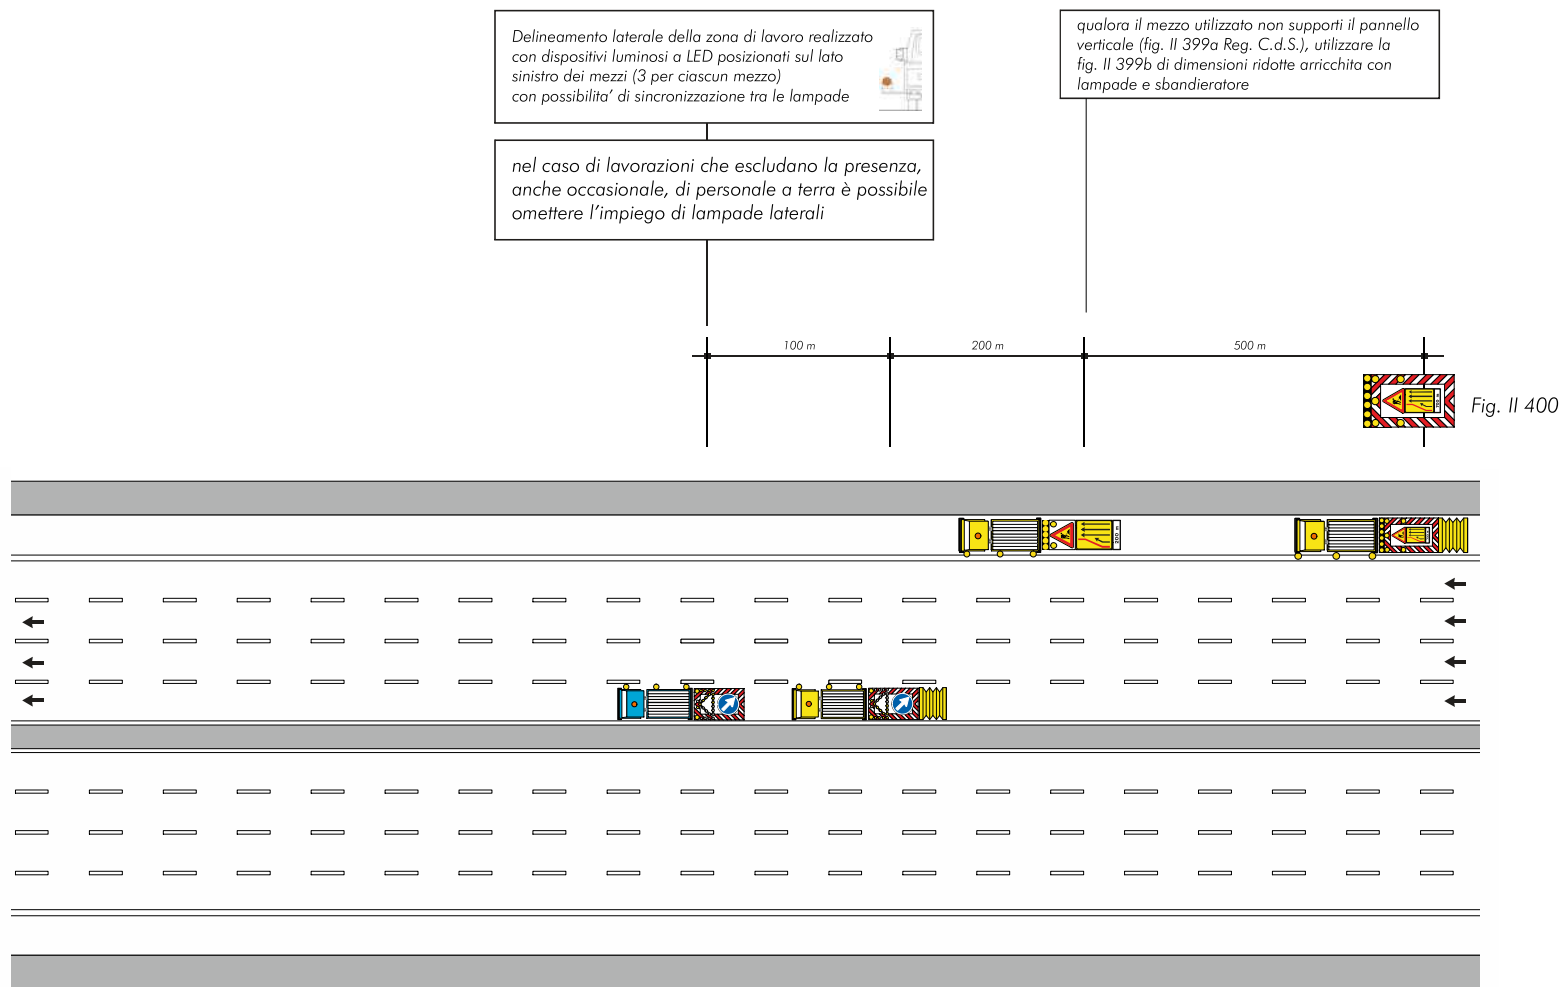 Delineamento laterale della zona di lavoro realizzato
con dispositivi luminosi a LED posizionati sul lato
sinistro dei mezzi (3 per ciascun mezzo)
con possibilita' di sincronizzazione tra le lampade
nel caso di lavorazioni che escludano la presenza,
anche occasionale, di personale a terra è possibile
omettere l'impiego di lampade laterali
qualora il mezzo utilizzato non supporti il pannello
verticale (fig. II 399a Reg. C.d.S.), utilizzare la
fig. II 399b di dimensioni ridotte arricchita con
lampade e sbandieratore
100 m
200 m
500 m
700 m
Fig. II 400
200 m